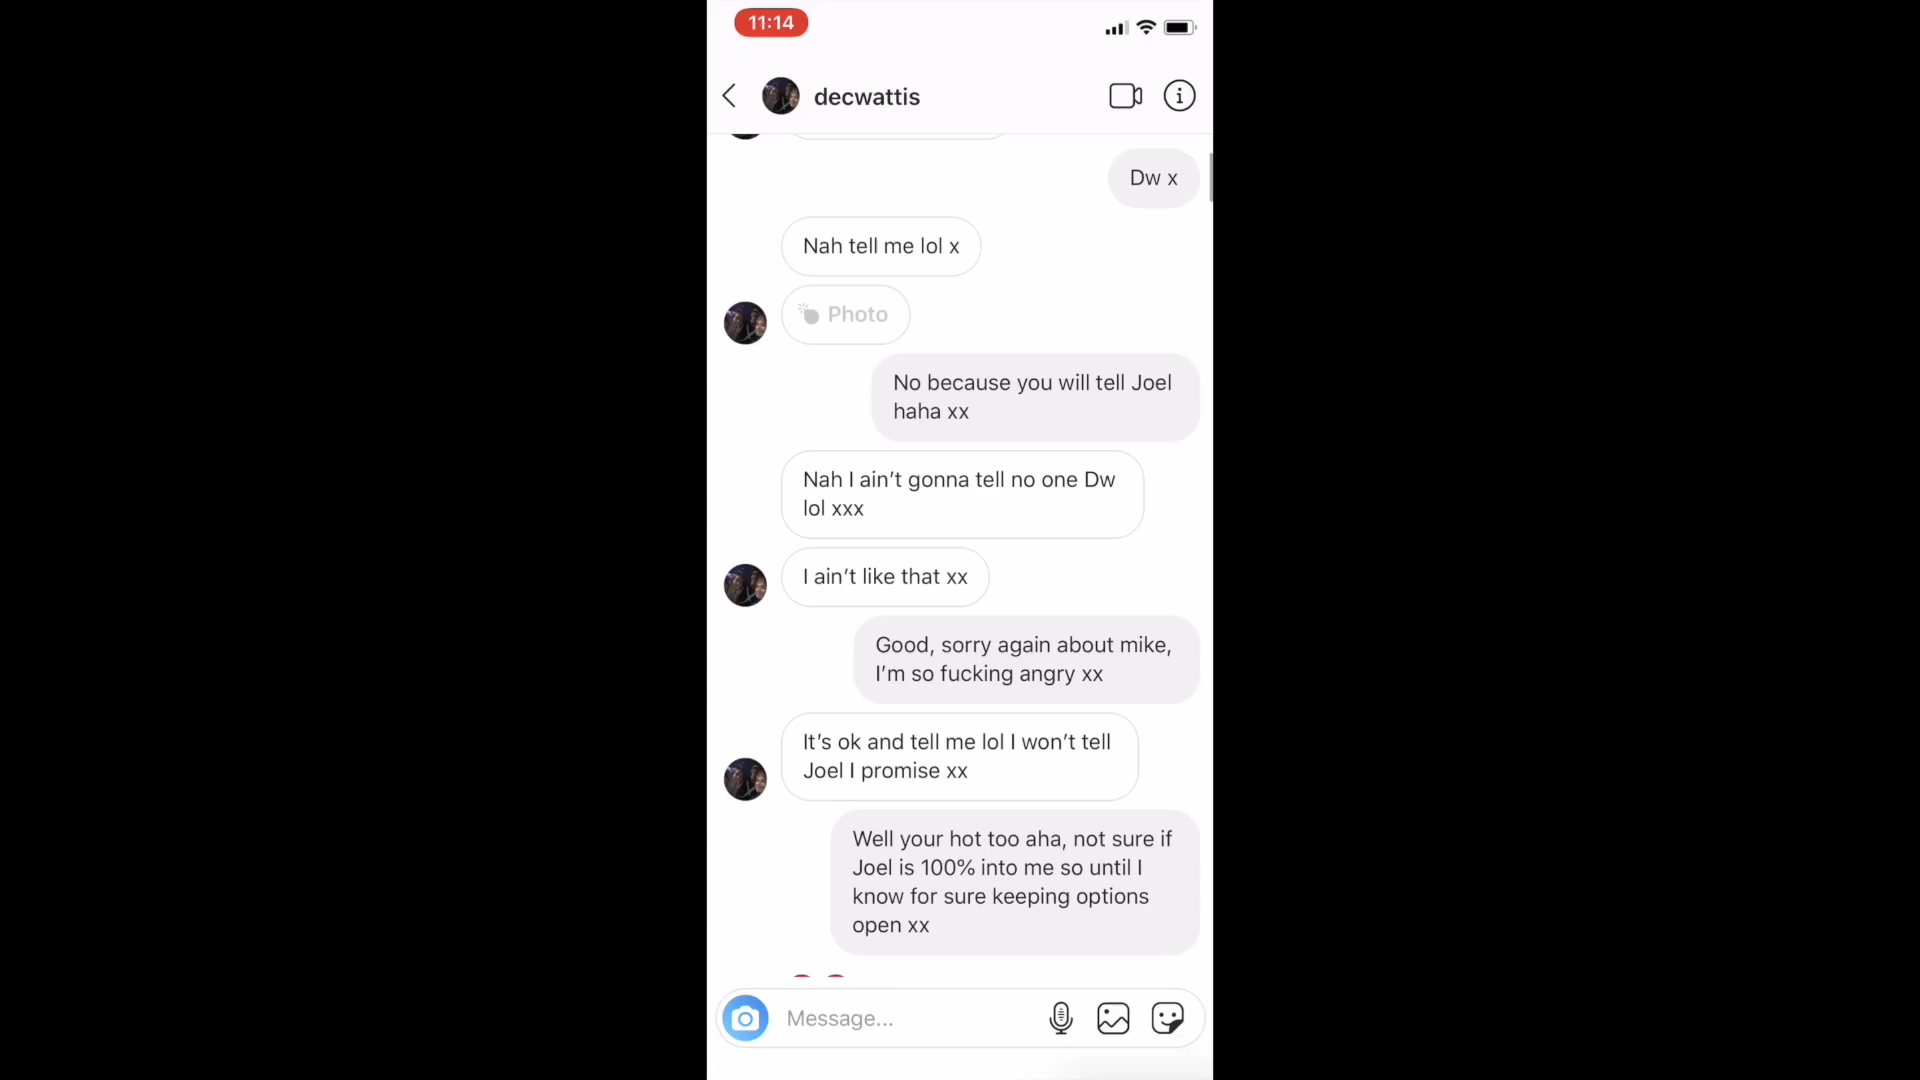 11:14
decwattis
Dw x
Nah tell me lol x
Photo
No because you will tell Joel
haha xx
Nah I ain't gonna tell no one Dw
lol xxx
I ain't like that xx
Good, sorry again about mike,
I'm so fucking angry xx
It's ok and tell me lol I won't tell
Joel I promise xx
Well your hot too aha, not sure if
Joel is 100% into me so until I
know for sure keeping options
open xx
Message...